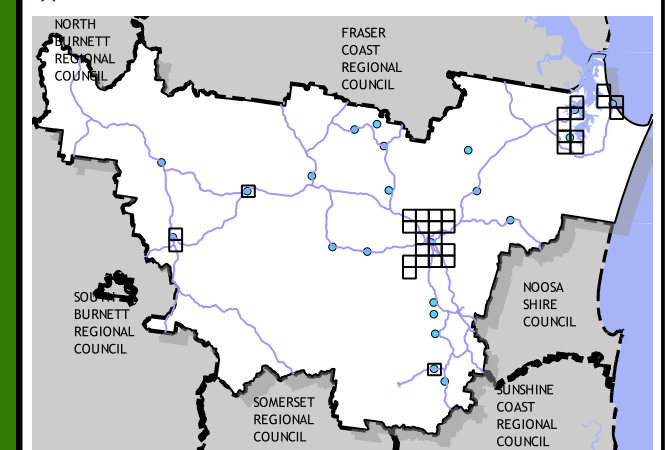 NORTH
BURNETT
REGIONAL
COUNCIL
FRASER
COAST
REGIONAL
COUNCIL
SOUTH
BURNETT
REGIONAL
COUNCIL
NOOSA
SHIRE
COUNCIL
SOMERSET
REGIONAL
COUNCIL
SUNSHINE
COAST
REGIONAL
COUNCIL